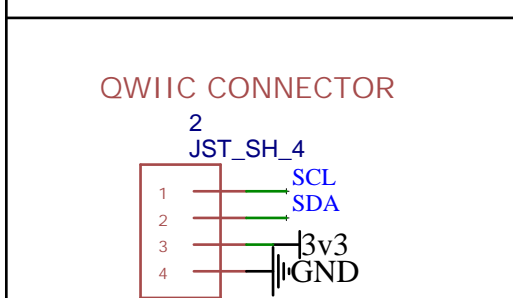 QWIIC CONNECTOR
2
JST_SH_4
1 SCL
2 SDA
3 3v3
4 GND